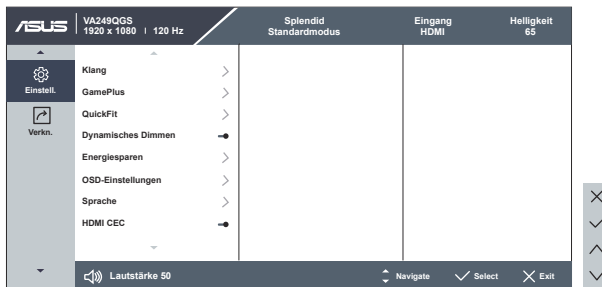 ASUS
VA249QGS
1920 x 1080 | 120 Hz
Splendid
Standardmodus
Eingang
HDMI
Helligkeit
65
Einstell.
Verkn.
Klang
GamePlus
QuickFit
Dynamisches Dimmen
Energiesparen
OSD-Einstellungen
Sprache
HDMI CEC
Lautstärke 50
Navigate
Select
Exit